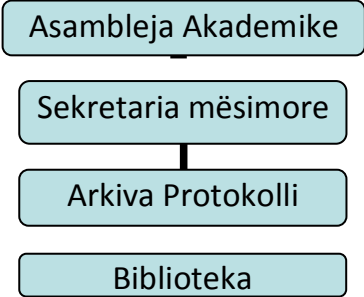 Asambleja Akademike
Sekretaria mësimore
Arkiva Protokolli
Biblioteka